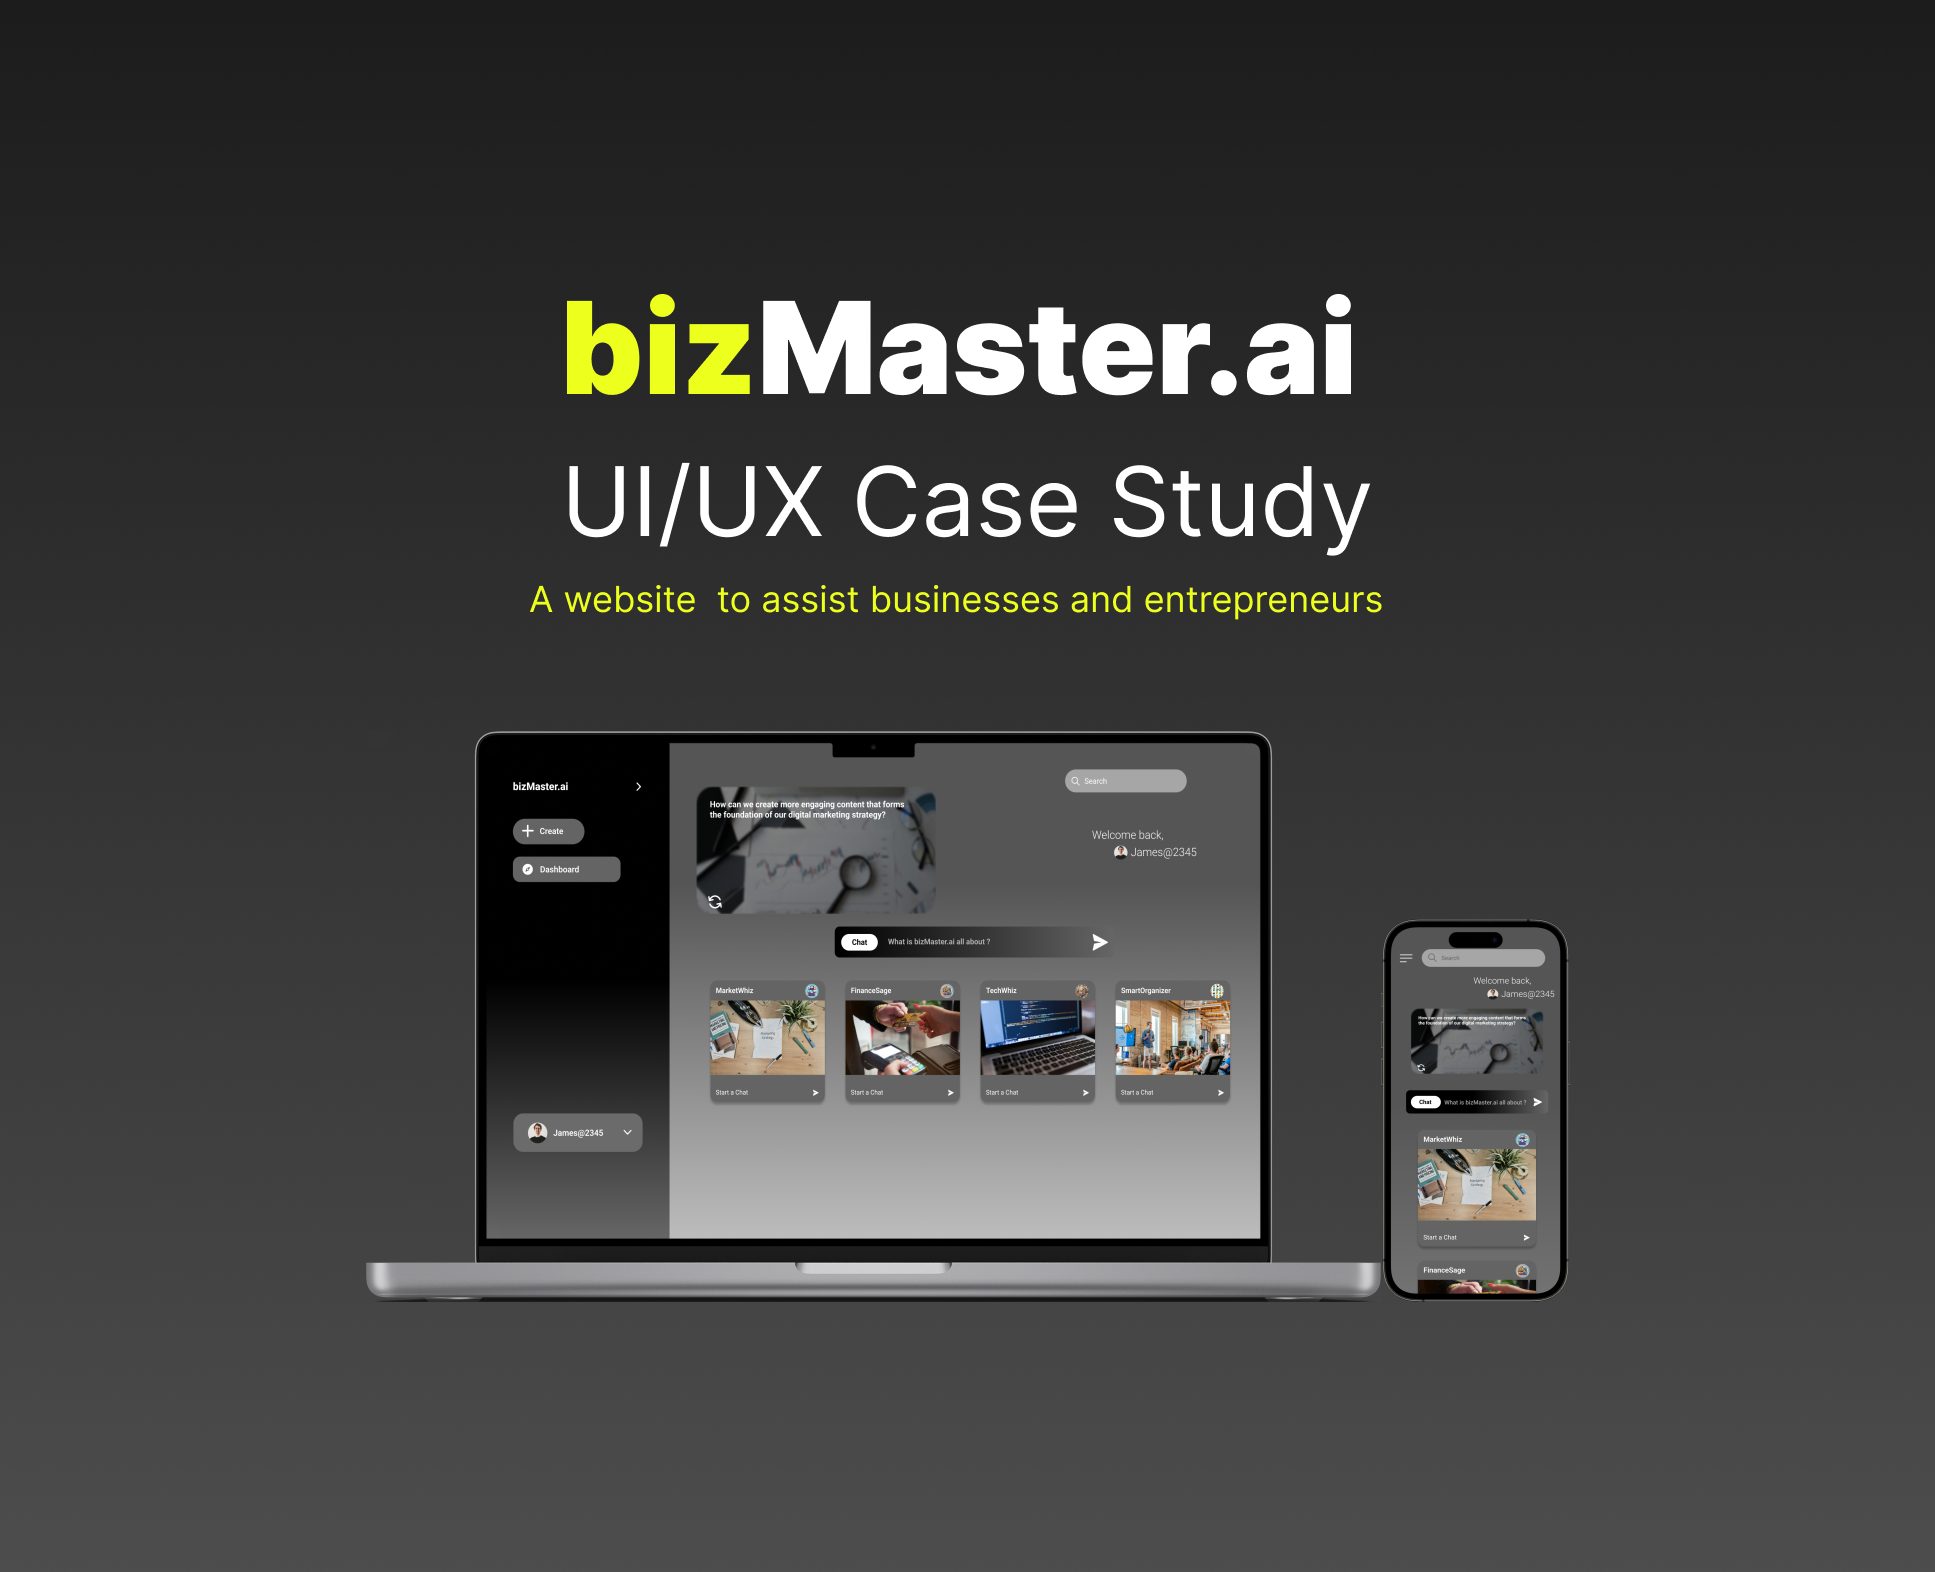 bizMaster.ai
UI/UX Case Study
A website  to assist businesses and entrepreneurs
bizMaster.ai
Create
Dashboard
James@2345
Search
How can we create more engaging content that forms
the foundation of our digital marketing strategy?
Welcome back,
James@2345
Chat
What is bizMaster.ai all about ?
MarketWhiz
Start a Chat
FinanceSage
Start a Chat
TechWhiz
Start a Chat
SmartOrganizer
Start a Chat
Search
Welcome back,
James@2345
How can we create more engaging content that forms
the foundation of our digital marketing strategy?
Chat
What is bizMaster.ai all about ?
MarketWhiz
Start a Chat
FinanceSage